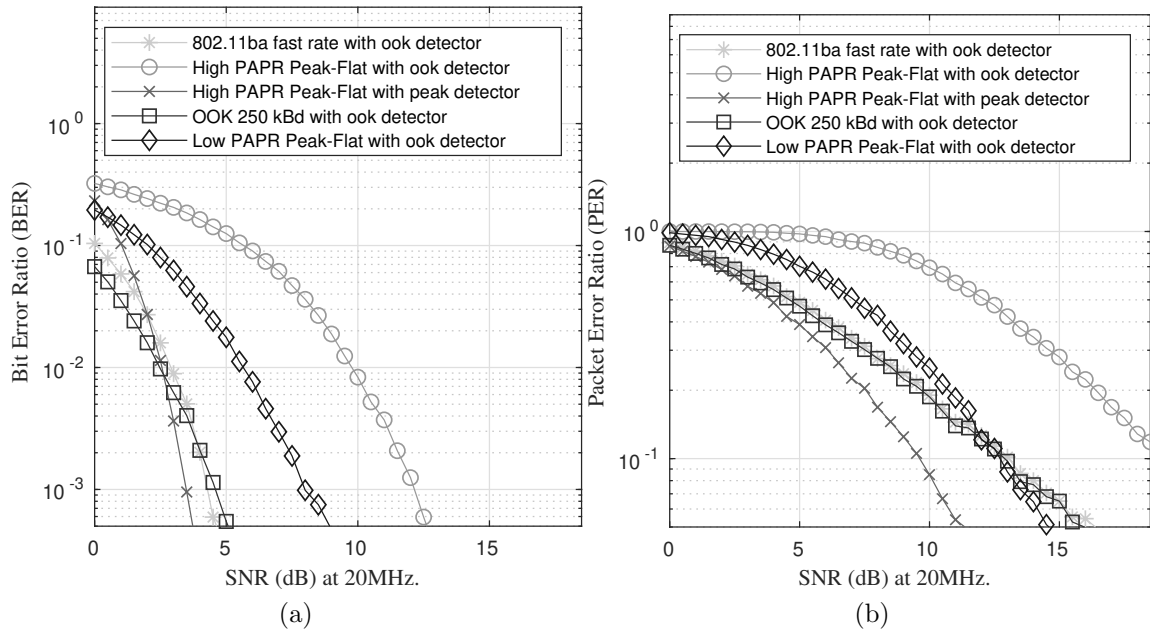 802.11ba fast rate with ook detector
High PAPR Peak-Flat with ook detector
High PAPR Peak-Flat with peak detector
OOK 250 kBd with ook detector
Low PAPR Peak-Flat with ook detector
10^0
10^-1
10^-2
10^-3
Bit Error Ratio (BER)
0 5 10 15
SNR (dB) at 20MHz.
(a)
802.11ba fast rate with ook detector
High PAPR Peak-Flat with ook detector
High PAPR Peak-Flat with peak detector
OOK 250 kBd with ook detector
Low PAPR Peak-Flat with ook detector
10^0
10^-1
Packet Error Ratio (PER)
0 5 10 15
SNR (dB) at 20MHz.
(b)